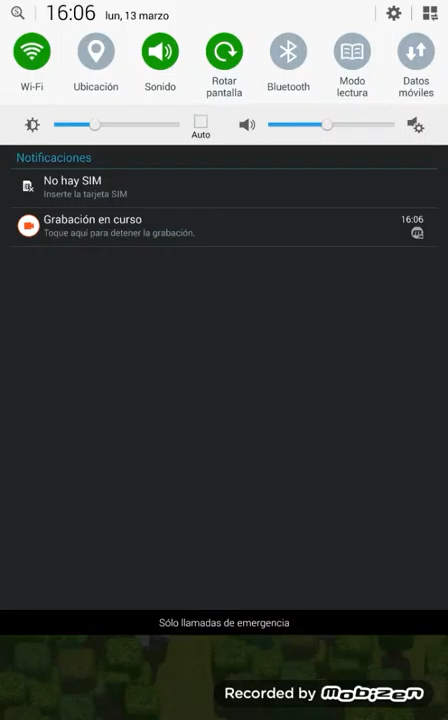 16:06 lun, 13 marzo
Wi-Fi
Ubicación
Sonido
Rotar
pantalla
Bluetooth
Modo
lectura
Datos
móviles
Auto
Notificaciones
No hay SIM
Inserte la tarjeta SIM
Grabación en curso
16:06
Toque aquí para detener la grabación.
Sólo llamadas de emergencia
Recorded by mobizen